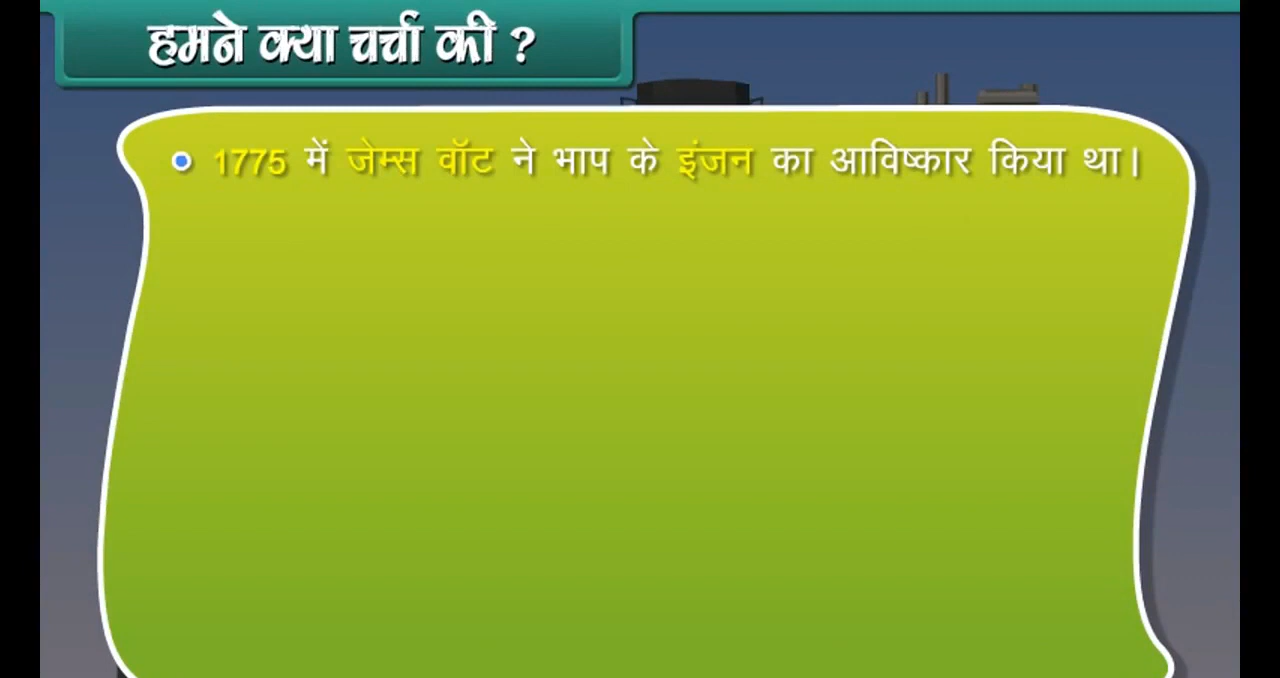 हमने क्या चर्चा की ?
1775 में जेम्स वॉट ने भाप के इंजन का आविष्कार किया था।